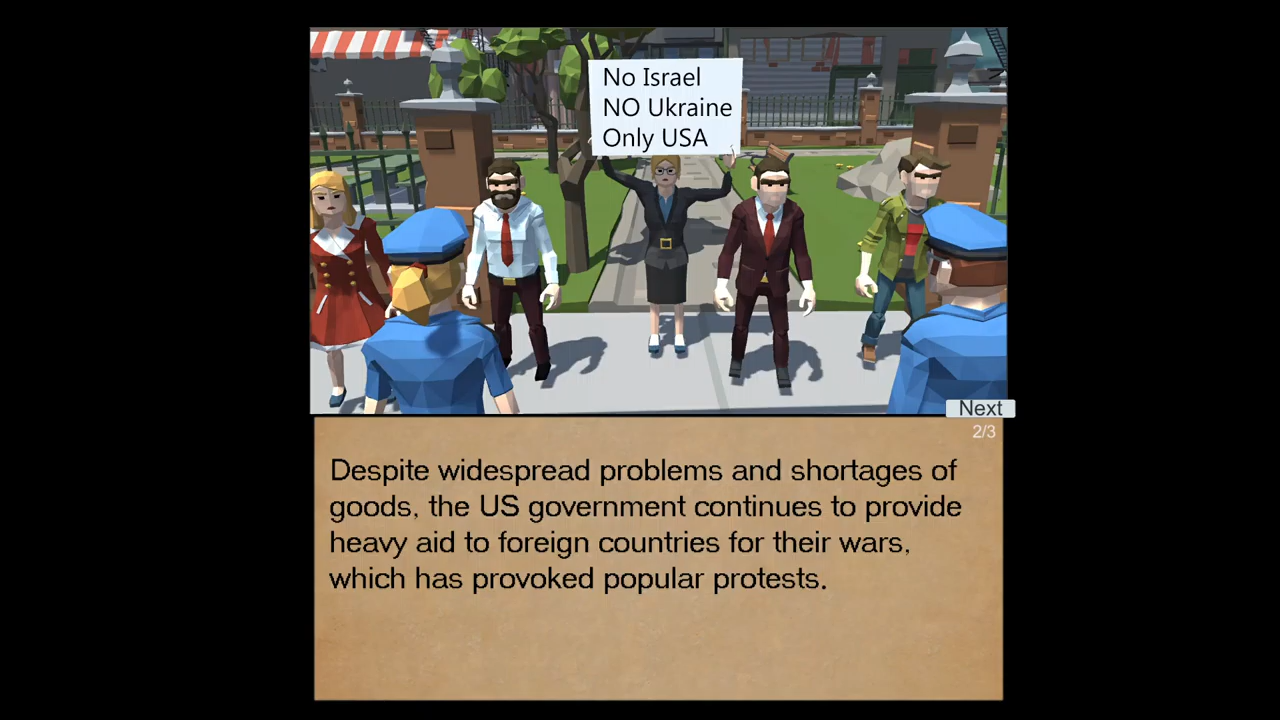 No Israel
NO Ukraine
Only USA
Next
2/3
Despite widespread problems and shortages of
goods, the US government continues to provide
heavy aid to foreign countries for their wars,
which has provoked popular protests.